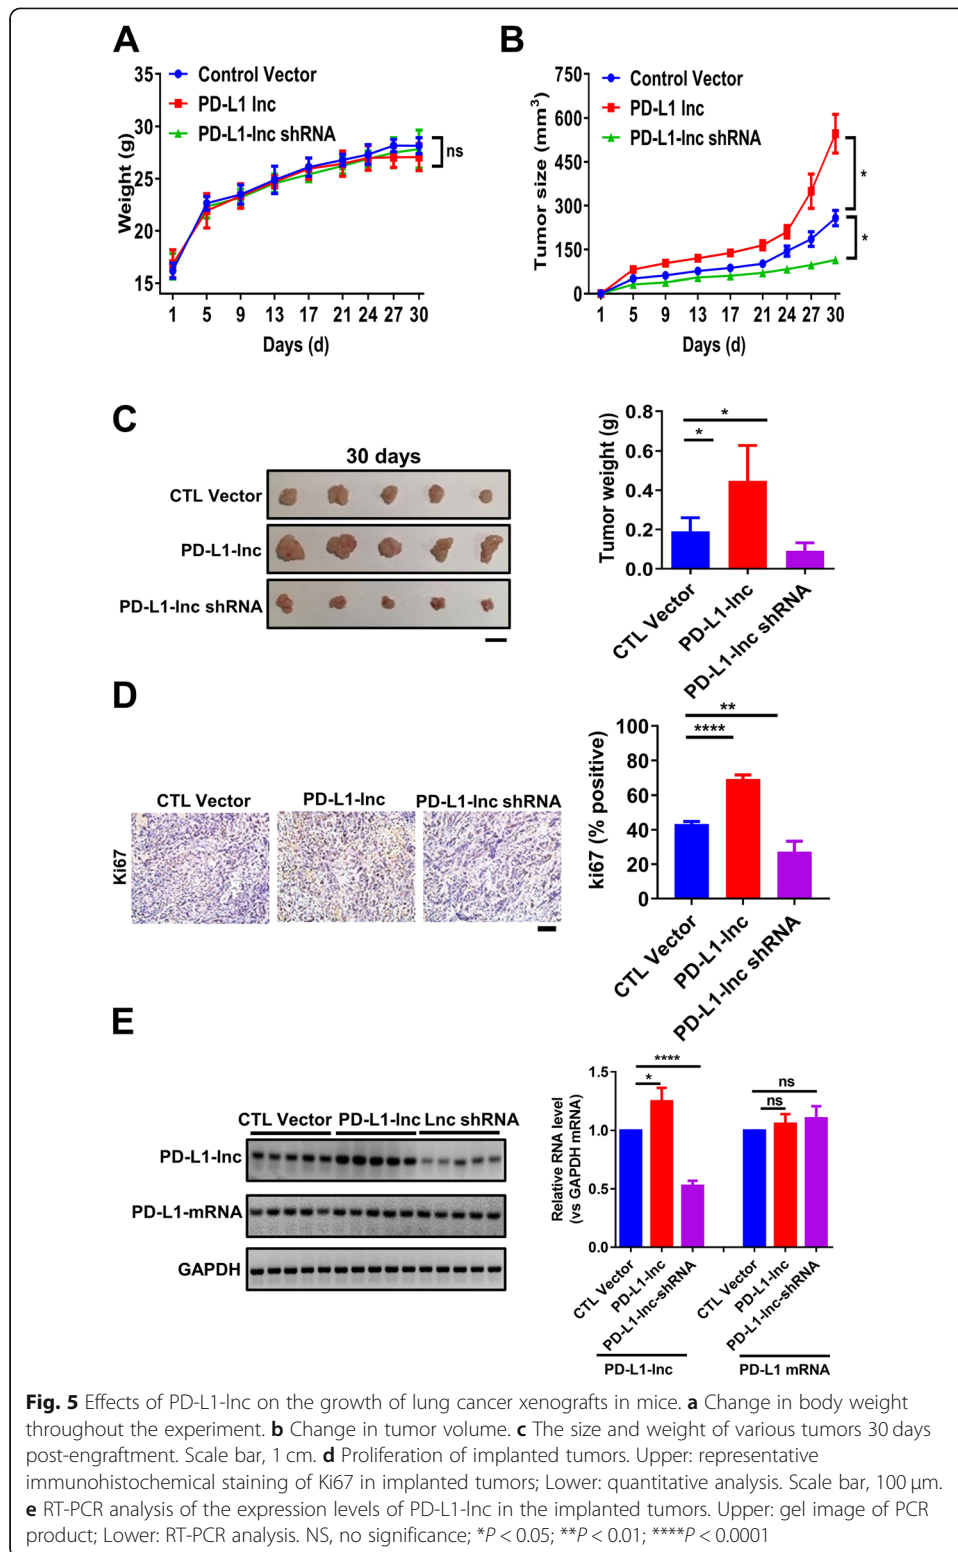 A
35
30
25
20
15
Weight (g)
Control Vector
PD-L1 lnc
PD-L1-lnc shRNA
ns
1 5 9 13 17 21 24 27 30
Days (d)
B
750
600
450
300
150
0
Tumor size (mm³)
Control Vector
PD-L1 lnc
PD-L1-lnc shRNA
*
*
1 5 9 13 17 21 24 27 30
Days (d)
C
30 days
CTL Vector
PD-L1-lnc
PD-L1-lnc shRNA
Tumor weight (g)
0.8
0.6
0.4
0.2
0.0
*
*
CTL Vector
PD-L1-lnc
PD-L1-lnc shRNA
D
CTL Vector PD-L1-lnc PD-L1-lnc shRNA
Ki67
ki67 (% positive)
100
80
60
40
20
0
**
****
CTL Vector
PD-L1-lnc
PD-L1-lnc shRNA
E
CTL Vector PD-L1-lnc Lnc shRNA
PD-L1-lnc
PD-L1-mRNA
GAPDH
Relative RNA level
(vs GAPDH mRNA)
1.5
1.0
0.5
0.0
****
*
ns
ns
CTL Vector
PD-L1-lnc
PD-L1-lnc-shRNA
CTL Vector
PD-L1-lnc
PD-L1-lnc-shRNA
PD-L1-lnc
PD-L1 mRNA
Fig. 5 Effects of PD-L1-lnc on the growth of lung cancer xenografts in mice. a Change in body weight
throughout the experiment. b Change in tumor volume. c The size and weight of various tumors 30 days
post-engraftment. Scale bar, 1 cm. d Proliferation of implanted tumors. Upper: representative
immunohistochemical staining of Ki67 in implanted tumors; Lower: quantitative analysis. Scale bar, 100 μm.
e RT-PCR analysis of the expression levels of PD-L1-lnc in the implanted tumors. Upper: gel image of PCR
product; Lower: RT-PCR analysis. NS, no significance; *P < 0.05; **P < 0.01; ****P < 0.0001